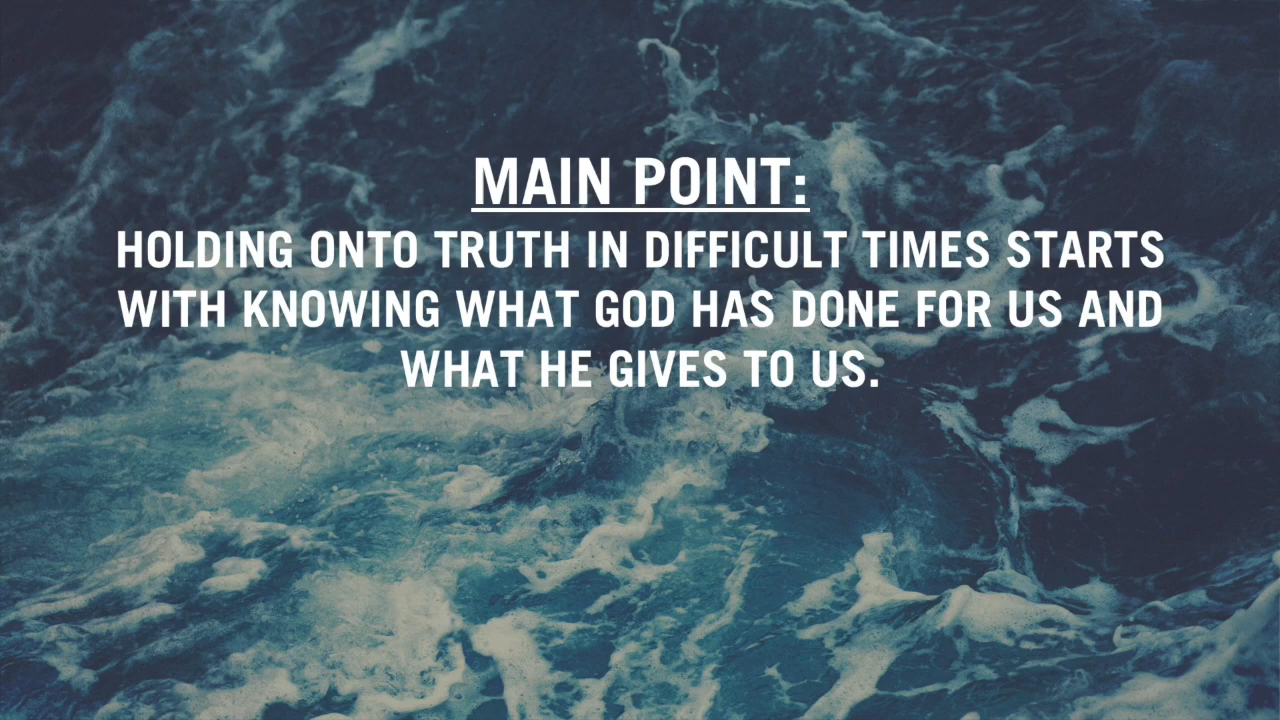 MAIN POINT:
HOLDING ONTO TRUTH IN DIFFICULT TIMES STARTS
WITH KNOWING WHAT GOD HAS DONE FOR US AND
WHAT HE GIVES TO US.